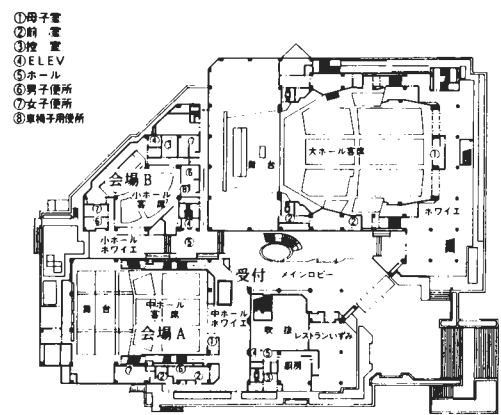 ①母子室
②前室
③控室
④ELEV
⑤ホール
⑥男子便所
⑦女子便所
⑧車椅子用便所
舞台
大ホール客席
①
②
②
ホワイエ
会場B
小ホール
客席
小ホール
ホワイエ
⑤
受付
メインロビー
舞台
中ホール
客席
会場A
中ホール
ホワイエ
レストランいずみ
厨房